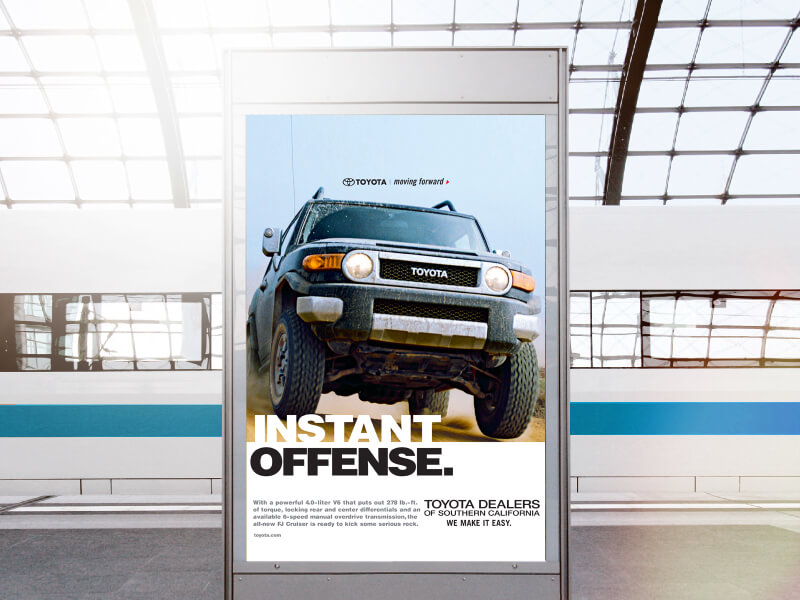 TOYOTA | moving forward
TOYOTA
INSTANT
OFFENSE.
With a powerful 4.0-liter V6 that puts out 278 lb.-ft.
of torque, locking rear and center differentials and an
available 6-speed manual overdrive transmission, the
all-new FJ Cruiser is ready to kick some serious rock.
toyota.com
TOYOTA DEALERS
OF SOUTHERN CALIFORNIA
WE MAKE IT EASY.